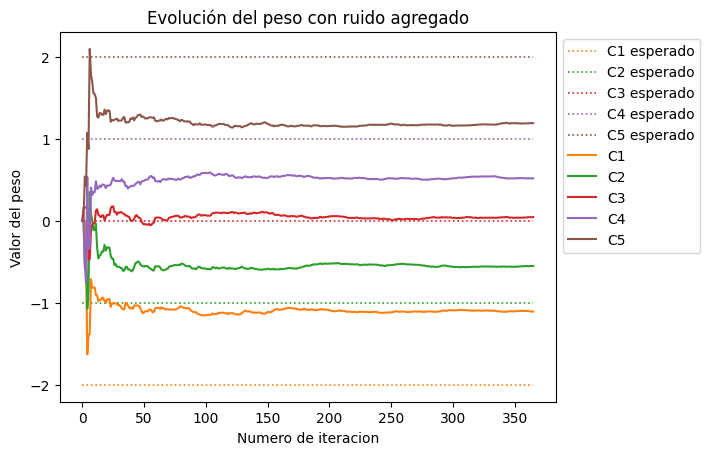 Evolución del peso con ruido agregado
Valor del peso
2
1
0
−1
−2
0
50
100
150
200
250
300
350
Numero de iteracion
C1 esperado
C2 esperado
C3 esperado
C4 esperado
C5 esperado
C1
C2
C3
C4
C5